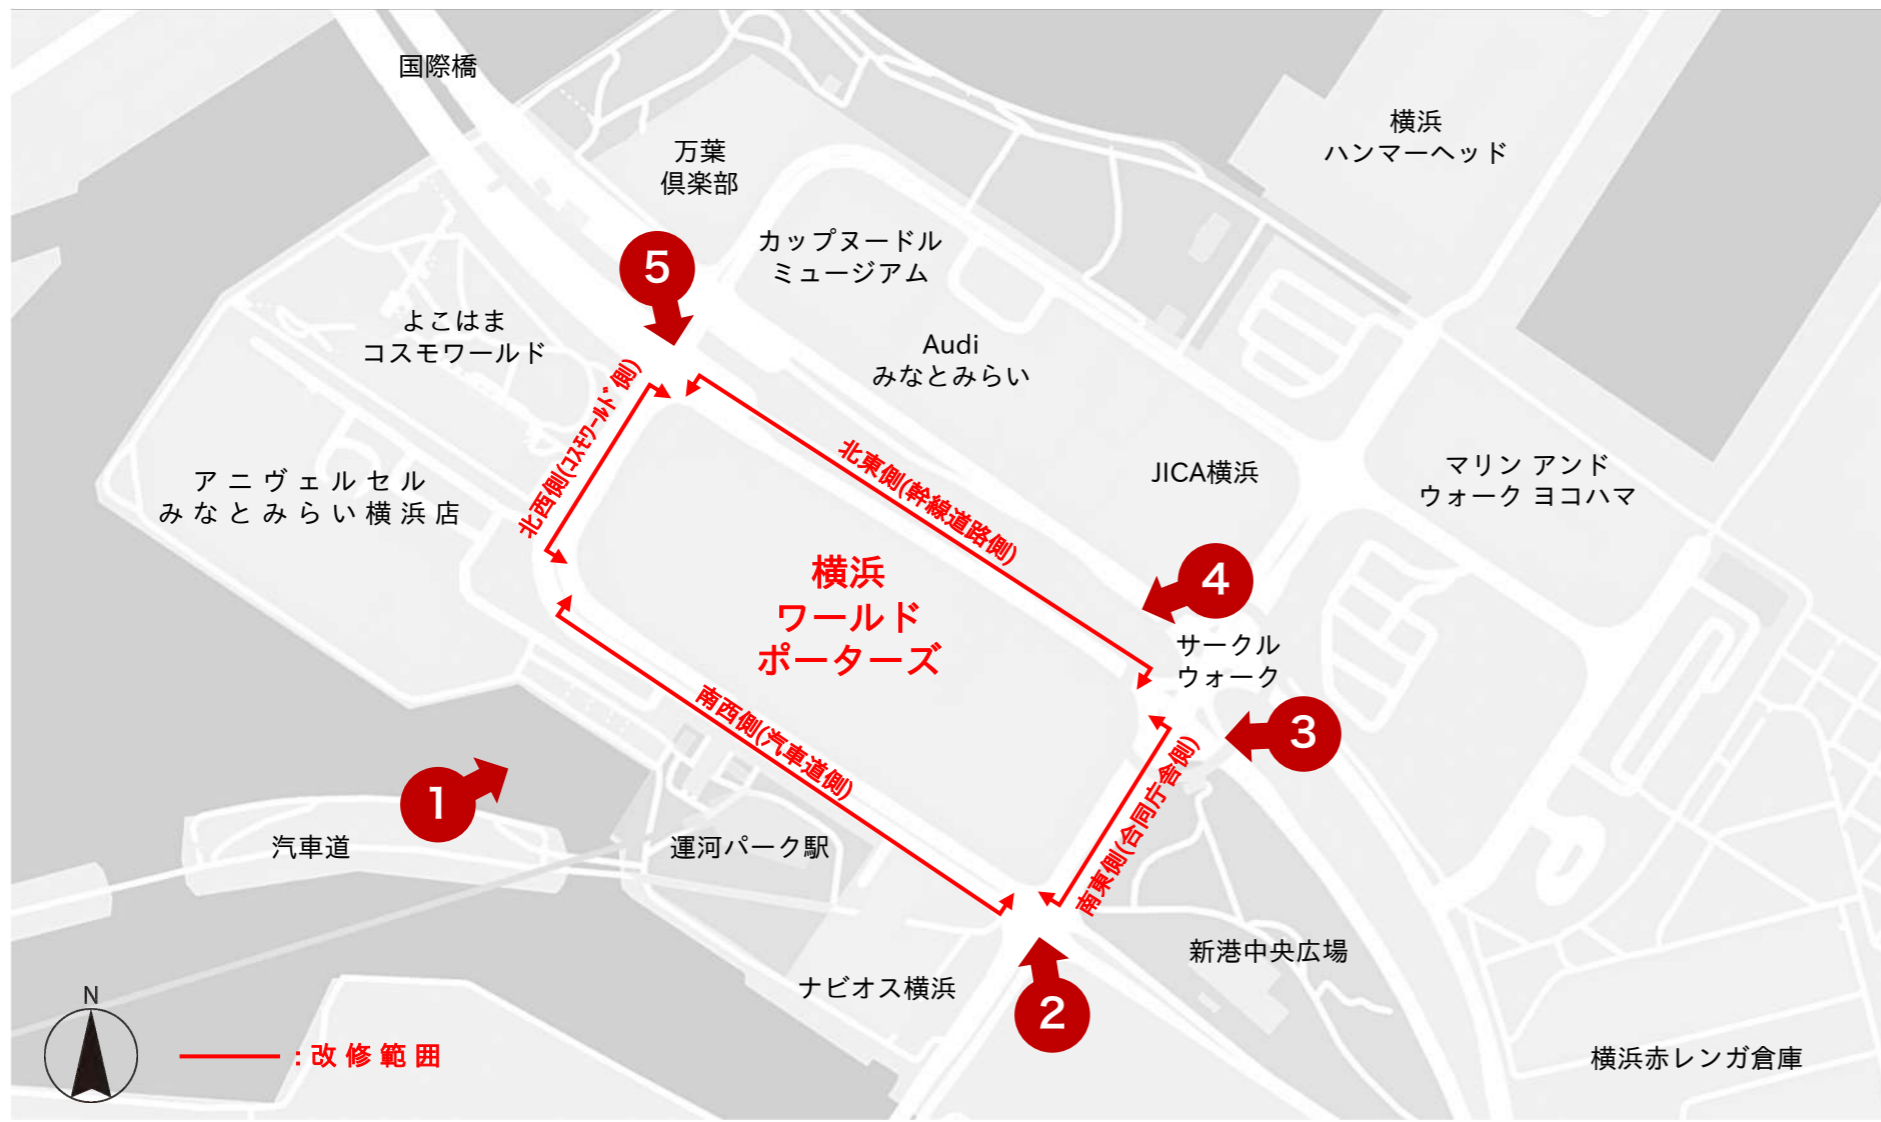 国際橋
万葉
倶楽部
横浜
ハンマーヘッド
カップヌードル
ミュージアム
5
よこはま
コスモワールド
Audi
みなとみらい
北西側(ｺｽﾓﾜｰﾙﾄﾞ側)
北東側(幹線道路側)
JICA横浜
マリン アンド
ウォーク ヨコハマ
アニヴェルセル
みなとみらい横浜店
横浜
ワールド
ポーターズ
4
サークル
ウォーク
3
南西側(汽車道側)
南東側(合同庁舎側)
1
汽車道
運河パーク駅
新港中央広場
ナビオス横浜
2
N
:改修範囲
横浜赤レンガ倉庫